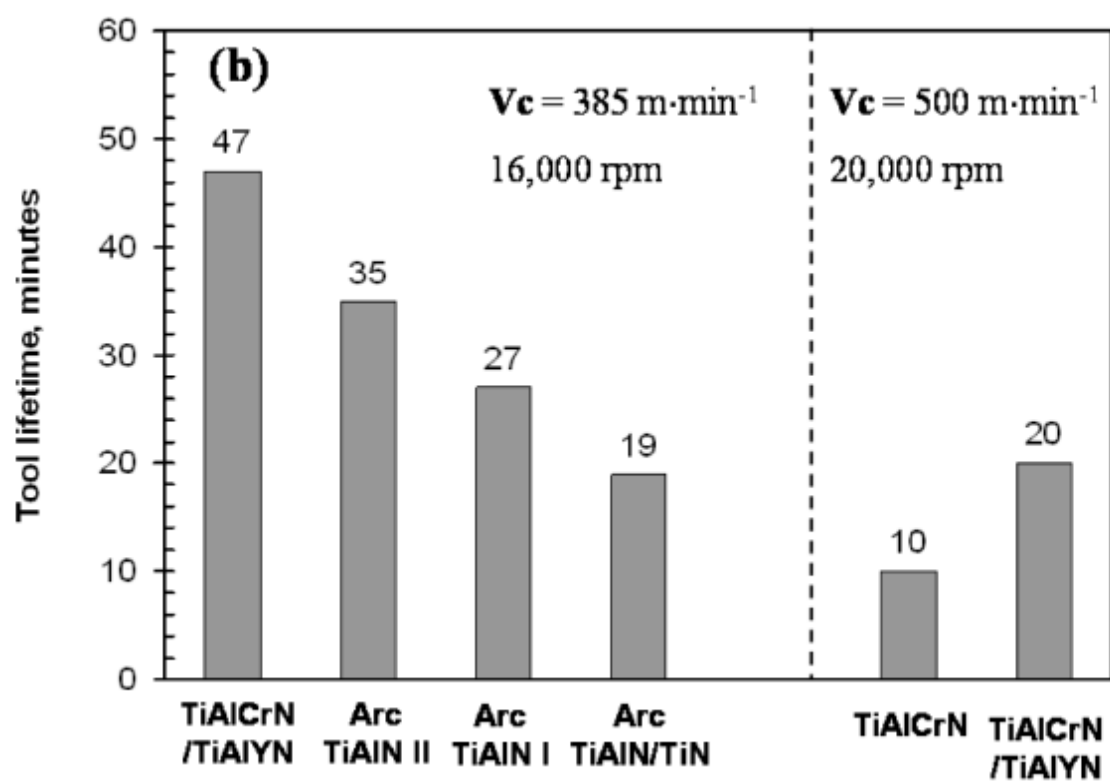 60
(b)
Vc = 385 m·min-1
16,000 rpm
Vc = 500 m·min-1
20,000 rpm
50
47
40
35
30
27
20
19
20
10
10
0
Tool lifetime, minutes
TiAlCrN
/TiAlYN
Arc
TiAlN II
Arc
TiAlN I
Arc
TiAlN/TiN
TiAlCrN
TiAlCrN
/TiAlYN